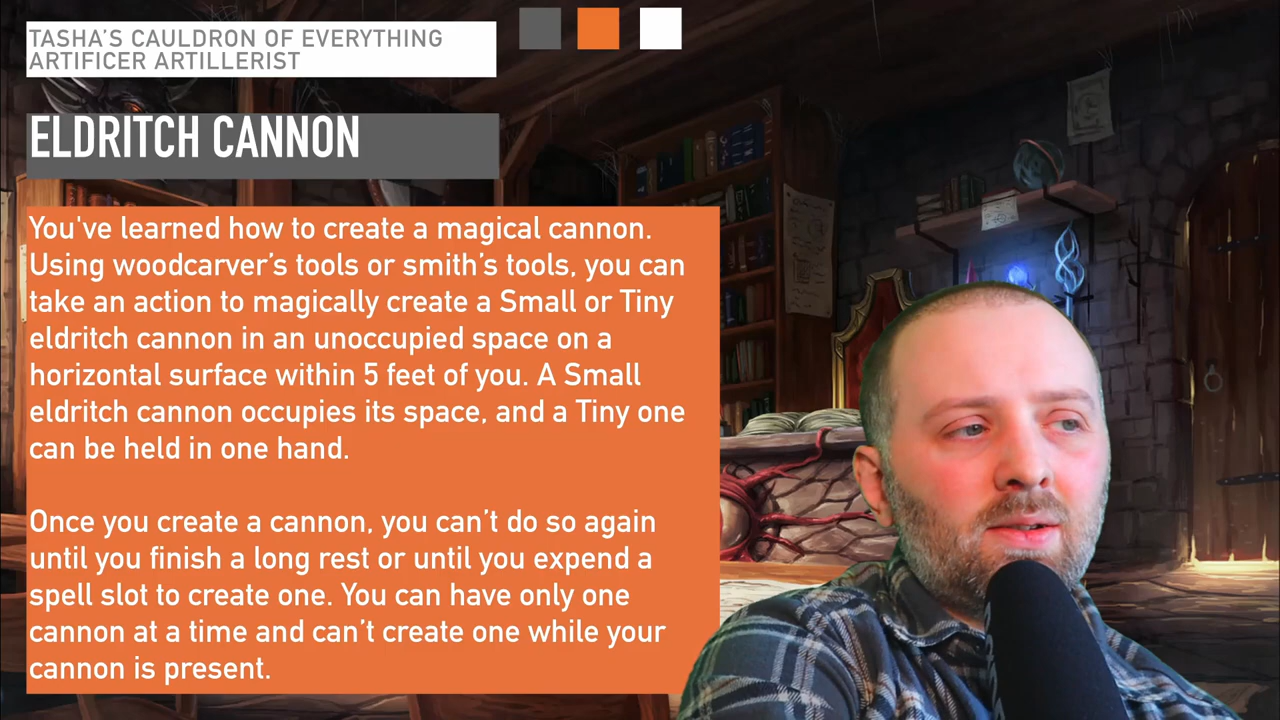 TASHA'S CAULDRON OF EVERYTHING
ARTIFICER ARTILLERIST
ELDRITCH CANNON
You've learned how to create a magical cannon.
Using woodcarver's tools or smith's tools, you can
take an action to magically create a Small or Tiny
eldritch cannon in an unoccupied space on a
horizontal surface within 5 feet of you. A Small
eldritch cannon occupies its space, and a Tiny one
can be held in one hand.
Once you create a cannon, you can't do so again
until you finish a long rest or until you expend a
spell slot to create one. You can have only one
cannon at a time and can't create one while your
cannon is present.